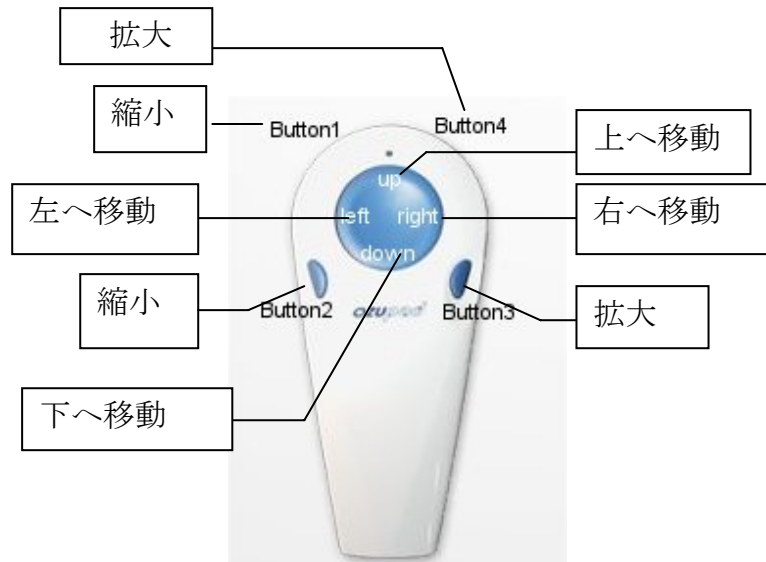 拡大
縮小
Button1
Button4
上へ移動
up
左へ移動
left
right
右へ移動
down
縮小
Button2
ozupad
Button3
拡大
下へ移動